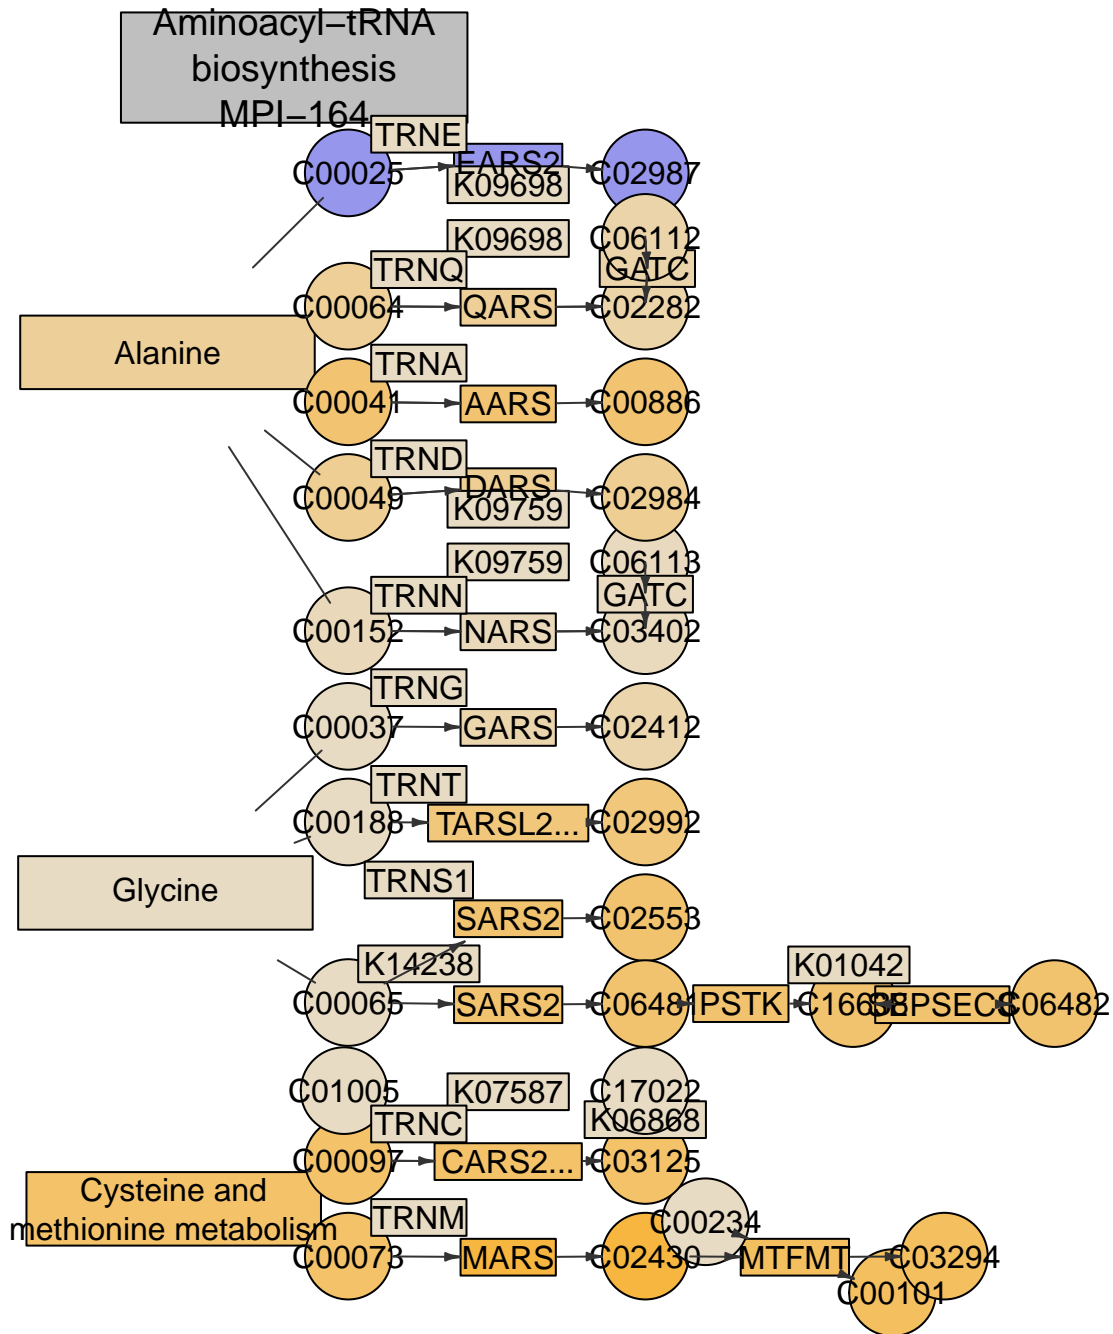 Aminoacyl−tRNA
biosynthesis
MPI−164
TRNE
C00025
EARS2
C02987
K09698
K09698
C06112
TRNQ
GATC
C00064
QARS
C02282
Alanine
TRNA
C00041
AARS
C00886
TRND
C00049
DARS
C02984
K09759
K09759
C06113
TRNN
GATC
C00152
NARS
C03402
TRNG
C00037
GARS
C02412
TRNT
C00188
TARSL2...
C02992
Glycine
TRNS1
SARS2
C02553
K14238
K01042
C00065
SARS2
C06481
PSTK
SEPSECS
C06482
C01005
K07587
C17022
TRNC
K06868
C00097
CARS2...
C03125
Cysteine and
methionine metabolism
TRNM
C00234
C00073
MARS
C02430
MTFMT
C03294
C00101